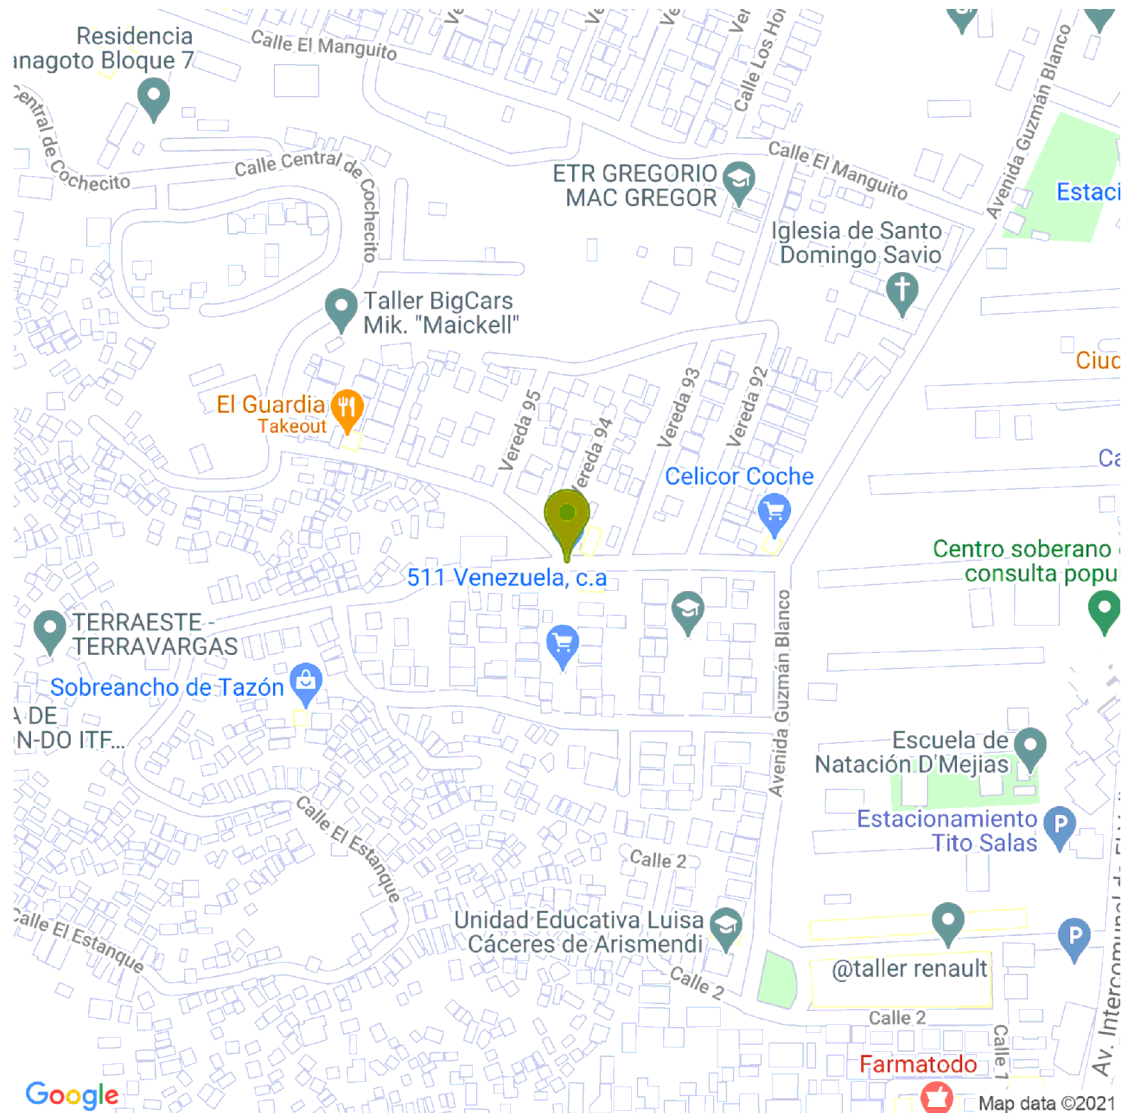 Residencia
anagoto Bloque 7
Calle El Manguito
Calle Los Hor
Avenida Guzmán Blanco
Central de Cochecito
Calle Central de Cochecito
Calle El Manguito
ETR GREGORIO
MAC GREGOR
Estaci
Iglesia de Santo
Domingo Savio
Taller BigCars
Mik. "Maickell"
Ciud
El Guardia
Takeout
Vereda 95
Vereda 94
Vereda 93
Vereda 92
Ca
Celicor Coche
Centro soberano
consulta popu
511 Venezuela, c.a
TERRAESTE -
TERRAVARGAS
Avenida Guzmán Blanco
Sobreancho de Tazón
A DE
ON-DO ITF...
Escuela de
Natación D'Mejias
P
Estacionamiento
Tito Salas
Calle El Estanque
Calle 2
Calle El Estanque
Unidad Educativa Luisa
Cáceres de Arismendi
P
@taller renault
Calle 2
Calle 2
Calle 1
Av. Intercomunal de El
Farmatodo
Google
Map data ©2021